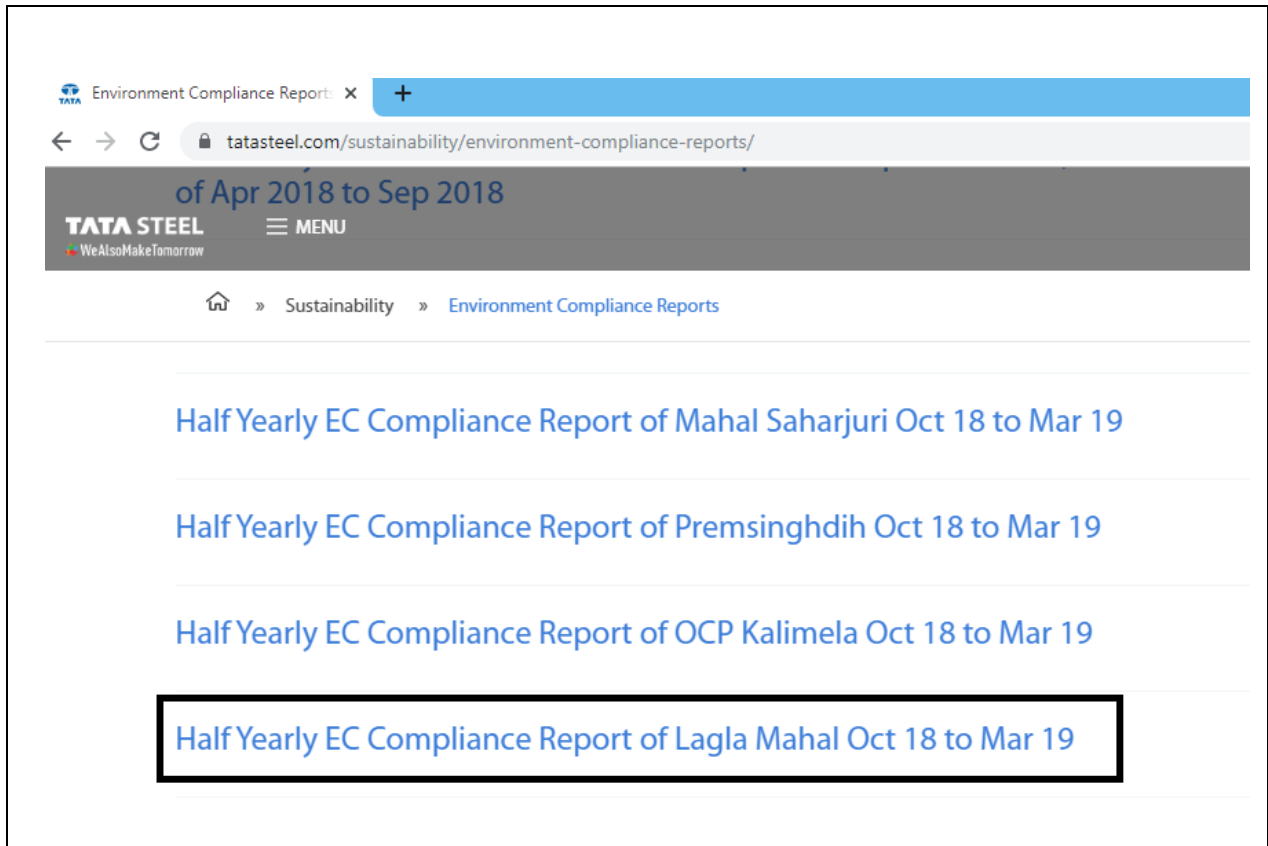 TATA
Environment Compliance Reports
tatasteel.com/sustainability/environment-compliance-reports/
of Apr 2018 to Sep 2018
TATA STEEL
MENU
#WeAlsoMakeTomorrow
» Sustainability » Environment Compliance Reports
Half Yearly EC Compliance Report of Mahal Saharjuri Oct 18 to Mar 19
Half Yearly EC Compliance Report of Premsinghdih Oct 18 to Mar 19
Half Yearly EC Compliance Report of OCP Kalimela Oct 18 to Mar 19
Half Yearly EC Compliance Report of Lagla Mahal Oct 18 to Mar 19